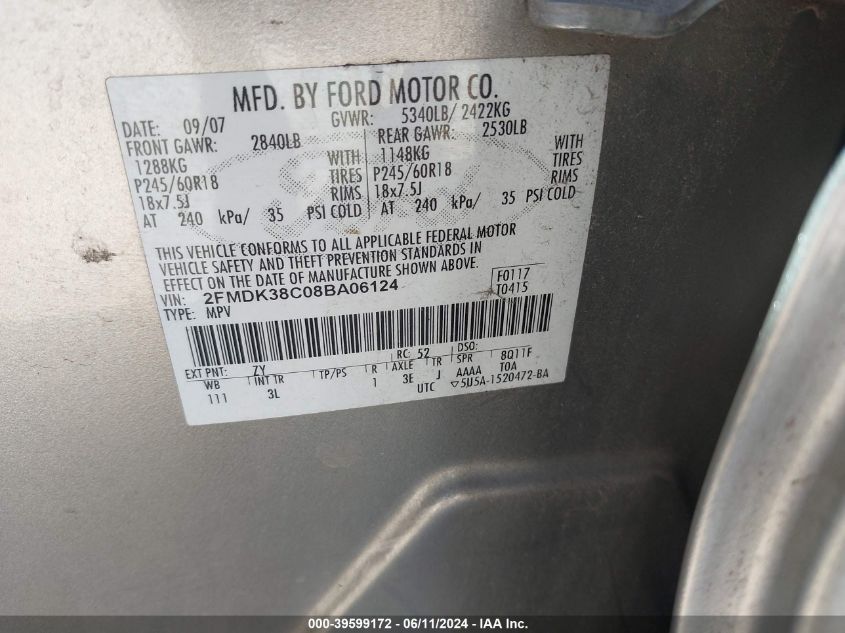 MFD. BY FORD MOTOR CO.
DATE: 09/07 GVWR: 5340LB/ 2422KG
FRONT GAWR: 2840LB REAR GAWR: 2530LB
1288KG WITH 1148KG WITH
P245/60R18 TIRES P245/60R18 TIRES
18x7.5J RIMS 18x7.5J RIMS
AT 240 kPa/ 35 PSI COLD AT 240 kPa/ 35 PSI COLD
THIS VEHICLE CONFORMS TO ALL APPLICABLE FEDERAL MOTOR
VEHICLE SAFETY AND THEFT PREVENTION STANDARDS IN
EFFECT ON THE DATE OF MANUFACTURE SHOWN ABOVE.
VIN: 2FMDK38C08BA06124 F0117
TYPE: MPV T0415
EXT PNT: ZY RC: 52 DSO:
WB INT TR TP/PS R AXLE TR SPR 8Q11F
111 3L 1 3E J AAAA TOA
UTC ▽5U5A-1520472-BA
000-39599172 - 06/11/2024 - IAA, Inc.